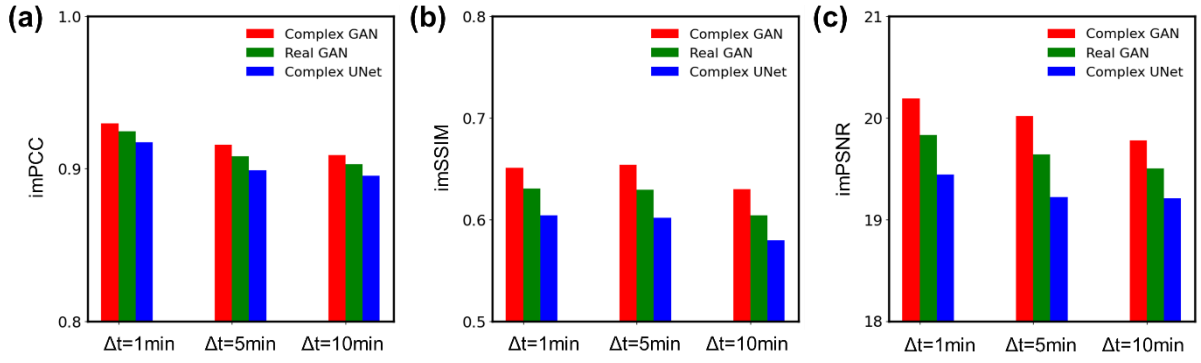 (a)
1.0
0.9
0.8
imPCC
Complex GAN
Real GAN
Complex UNet
Δt=1min Δt=5min Δt=10min
(b)
0.8
0.7
0.6
0.5
imSSIM
Complex GAN
Real GAN
Complex UNet
Δt=1min Δt=5min Δt=10min
(c)
21
20
19
18
imPSNR
Complex GAN
Real GAN
Complex UNet
Δt=1min Δt=5min Δt=10min